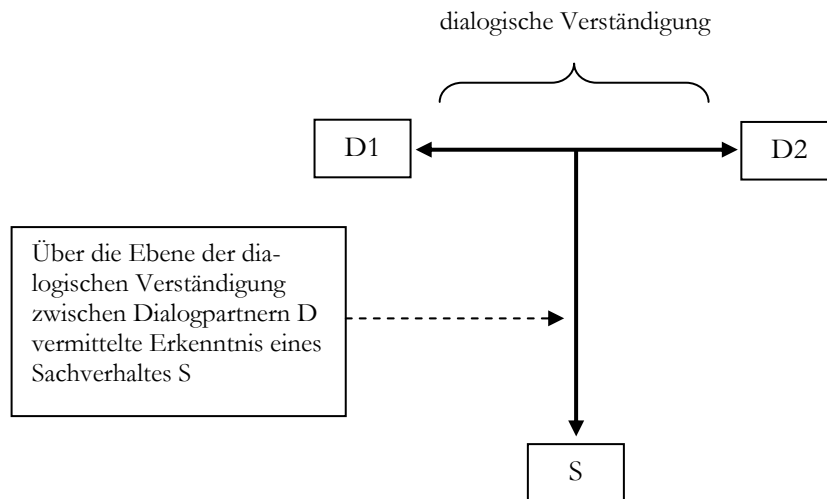 dialogische Verständigung
D1
D2
Über die Ebene der dia-
logischen Verständigung
zwischen Dialogpartnern D
vermittelte Erkenntnis eines
Sachverhaltes S
S